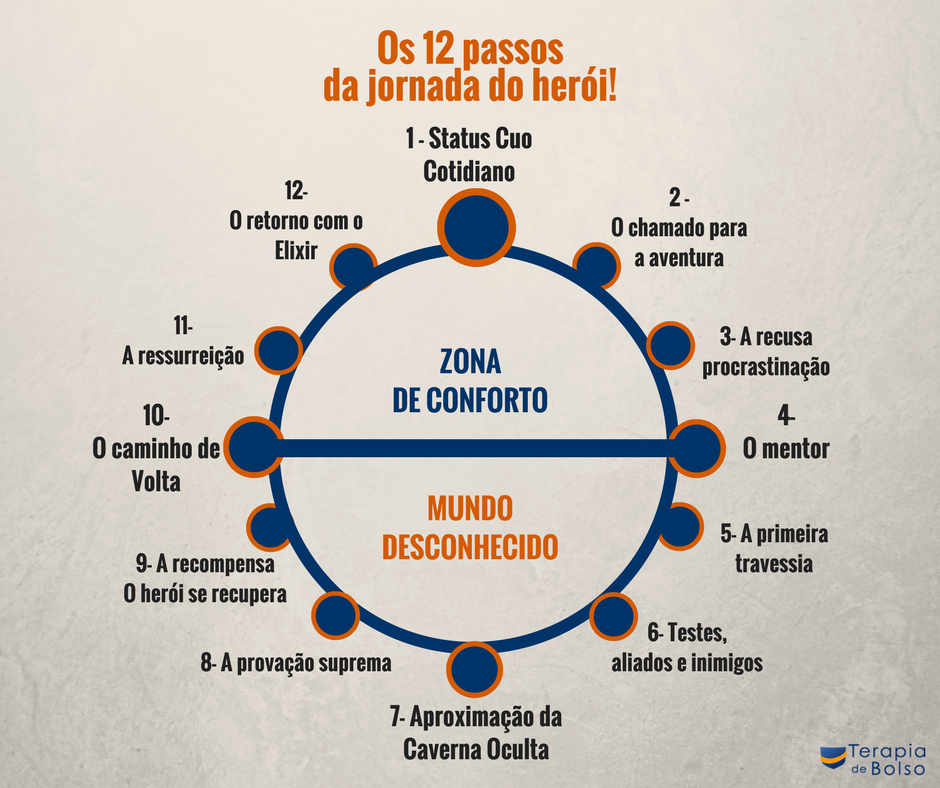 Os 12 passos
da jornada do herói!
1 - Status Cuo
Cotidiano
2 -
O chamado para
a aventura
3- A recusa
procrastinação
4-
O mentor
5- A primeira
travessia
6- Testes,
aliados e inimigos
7- Aproximação da
Caverna Oculta
8- A provação suprema
9- A recompensa
O herói se recupera
10-
O caminho de
Volta
11-
A ressurreição
12-
O retorno com o
Elixir
ZONA
DE CONFORTO
MUNDO
DESCONHECIDO
Terapia
de Bolso